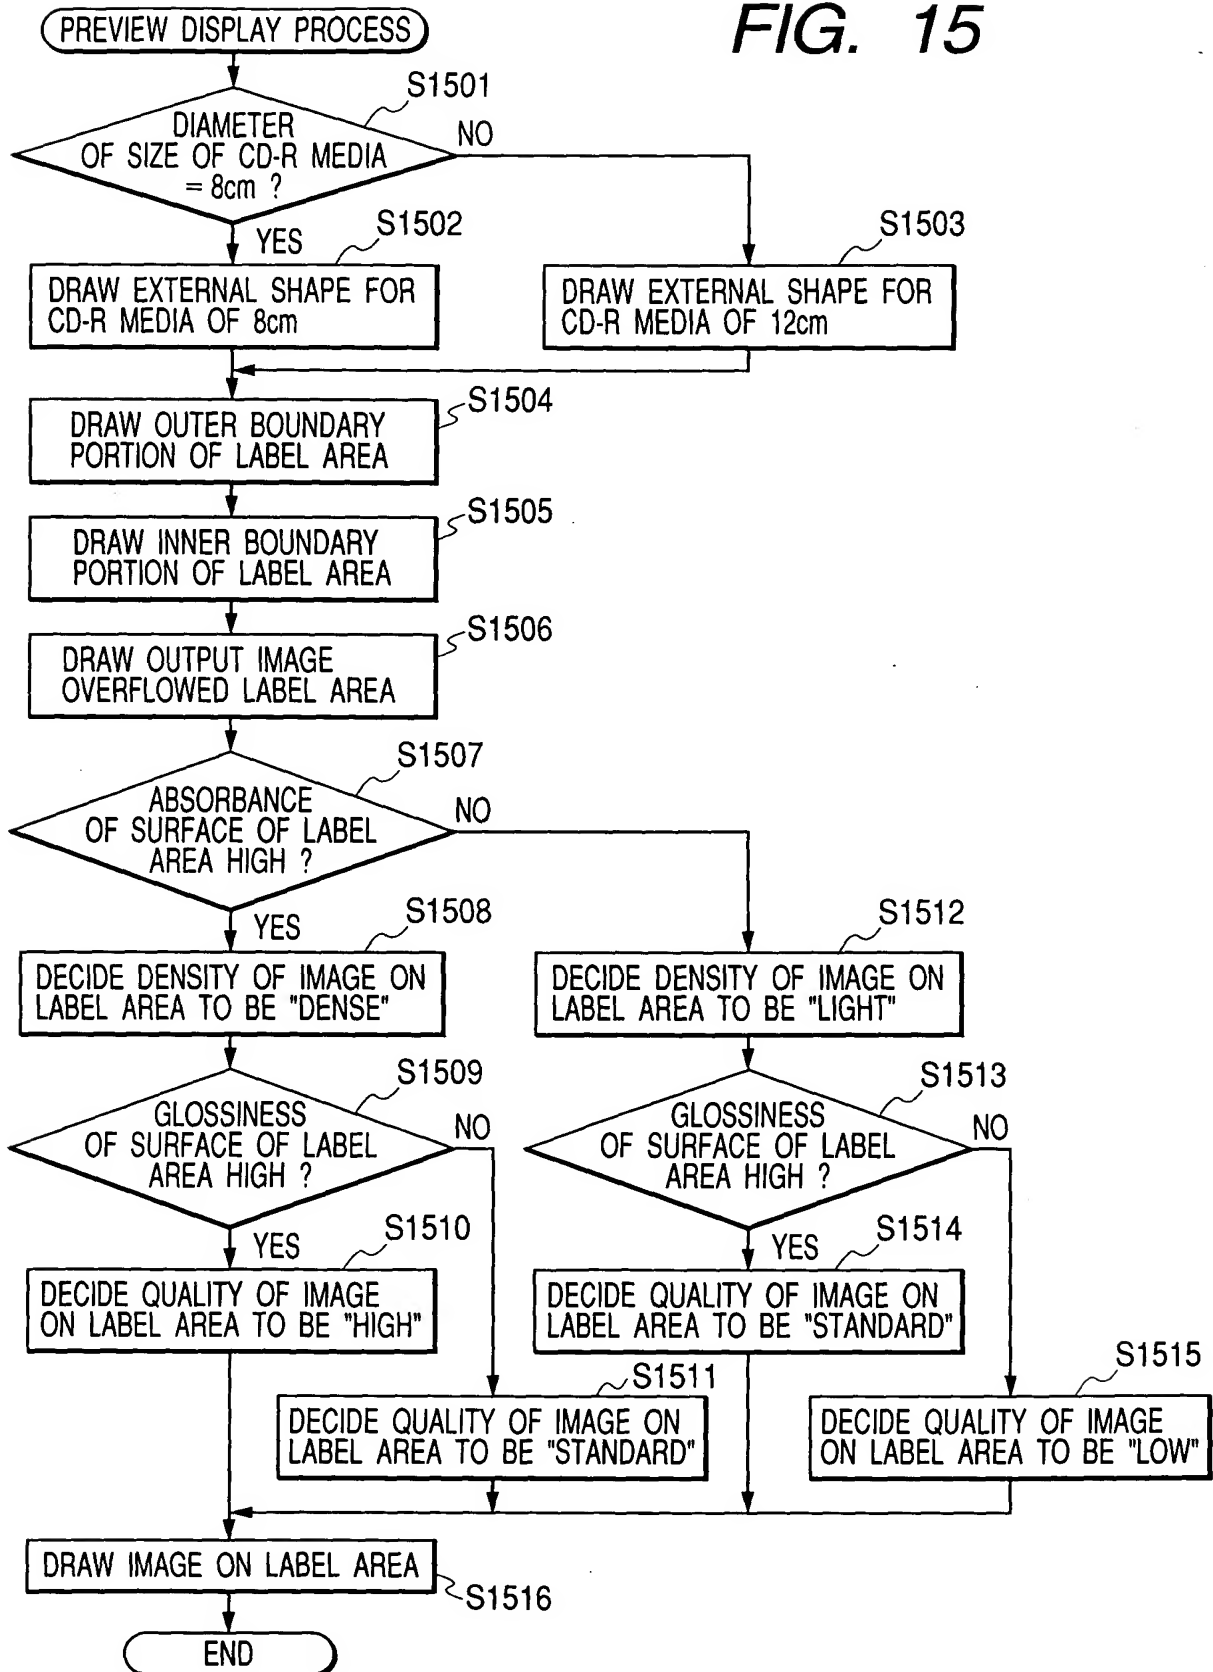 FIG. 15
PREVIEW DISPLAY PROCESS
S1501
DIAMETER
OF SIZE OF CD-R MEDIA
= 8cm ?
NO
YES
S1502
DRAW EXTERNAL SHAPE FOR
CD-R MEDIA OF 8cm
S1503
DRAW EXTERNAL SHAPE FOR
CD-R MEDIA OF 12cm
S1504
DRAW OUTER BOUNDARY
PORTION OF LABEL AREA
S1505
DRAW INNER BOUNDARY
PORTION OF LABEL AREA
S1506
DRAW OUTPUT IMAGE
OVERFLOWED LABEL AREA
S1507
ABSORBANCE
OF SURFACE OF LABEL
AREA HIGH ?
NO
YES
S1508
DECIDE DENSITY OF IMAGE ON
LABEL AREA TO BE "DENSE"
S1512
DECIDE DENSITY OF IMAGE ON
LABEL AREA TO BE "LIGHT"
S1509
GLOSSINESS
OF SURFACE OF LABEL
AREA HIGH ?
NO
YES
S1513
GLOSSINESS
OF SURFACE OF LABEL
AREA HIGH ?
NO
YES
S1510
DECIDE QUALITY OF IMAGE
ON LABEL AREA TO BE "HIGH"
S1514
DECIDE QUALITY OF IMAGE ON
LABEL AREA TO BE "STANDARD"
S1511
DECIDE QUALITY OF IMAGE ON
LABEL AREA TO BE "STANDARD"
S1515
DECIDE QUALITY OF IMAGE
ON LABEL AREA TO BE "LOW"
DRAW IMAGE ON LABEL AREA
S1516
END